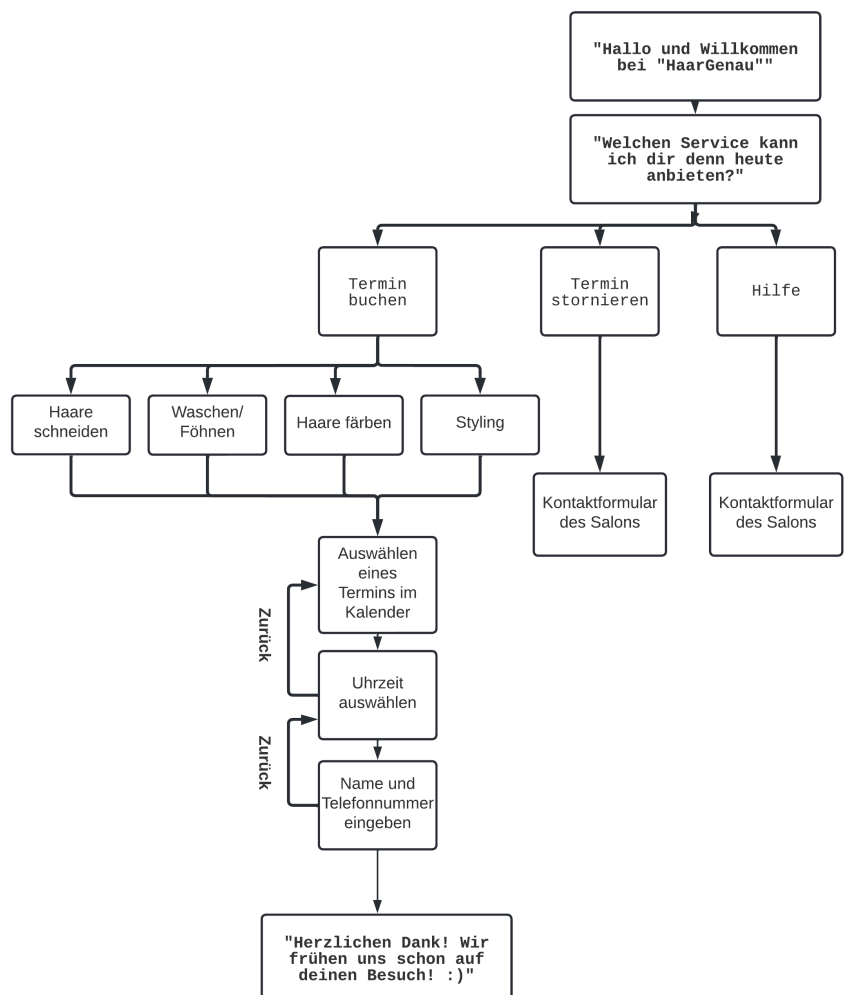 "Hallo und Willkommen
bei "HaarGenau""
"Welchen Service kann
ich dir denn heute
anbieten?"
Termin
buchen
Termin
stornieren
Hilfe
Haare
schneiden
Waschen/
Föhnen
Haare färben
Styling
Kontaktformular
des Salons
Kontaktformular
des Salons
Auswählen
eines
Termins im
Kalender
Zurück
Uhrzeit
auswählen
Zurück
Name und
Telefonnummer
eingeben
"Herzlichen Dank! Wir
frühen uns schon auf
deinen Besuch! :)"